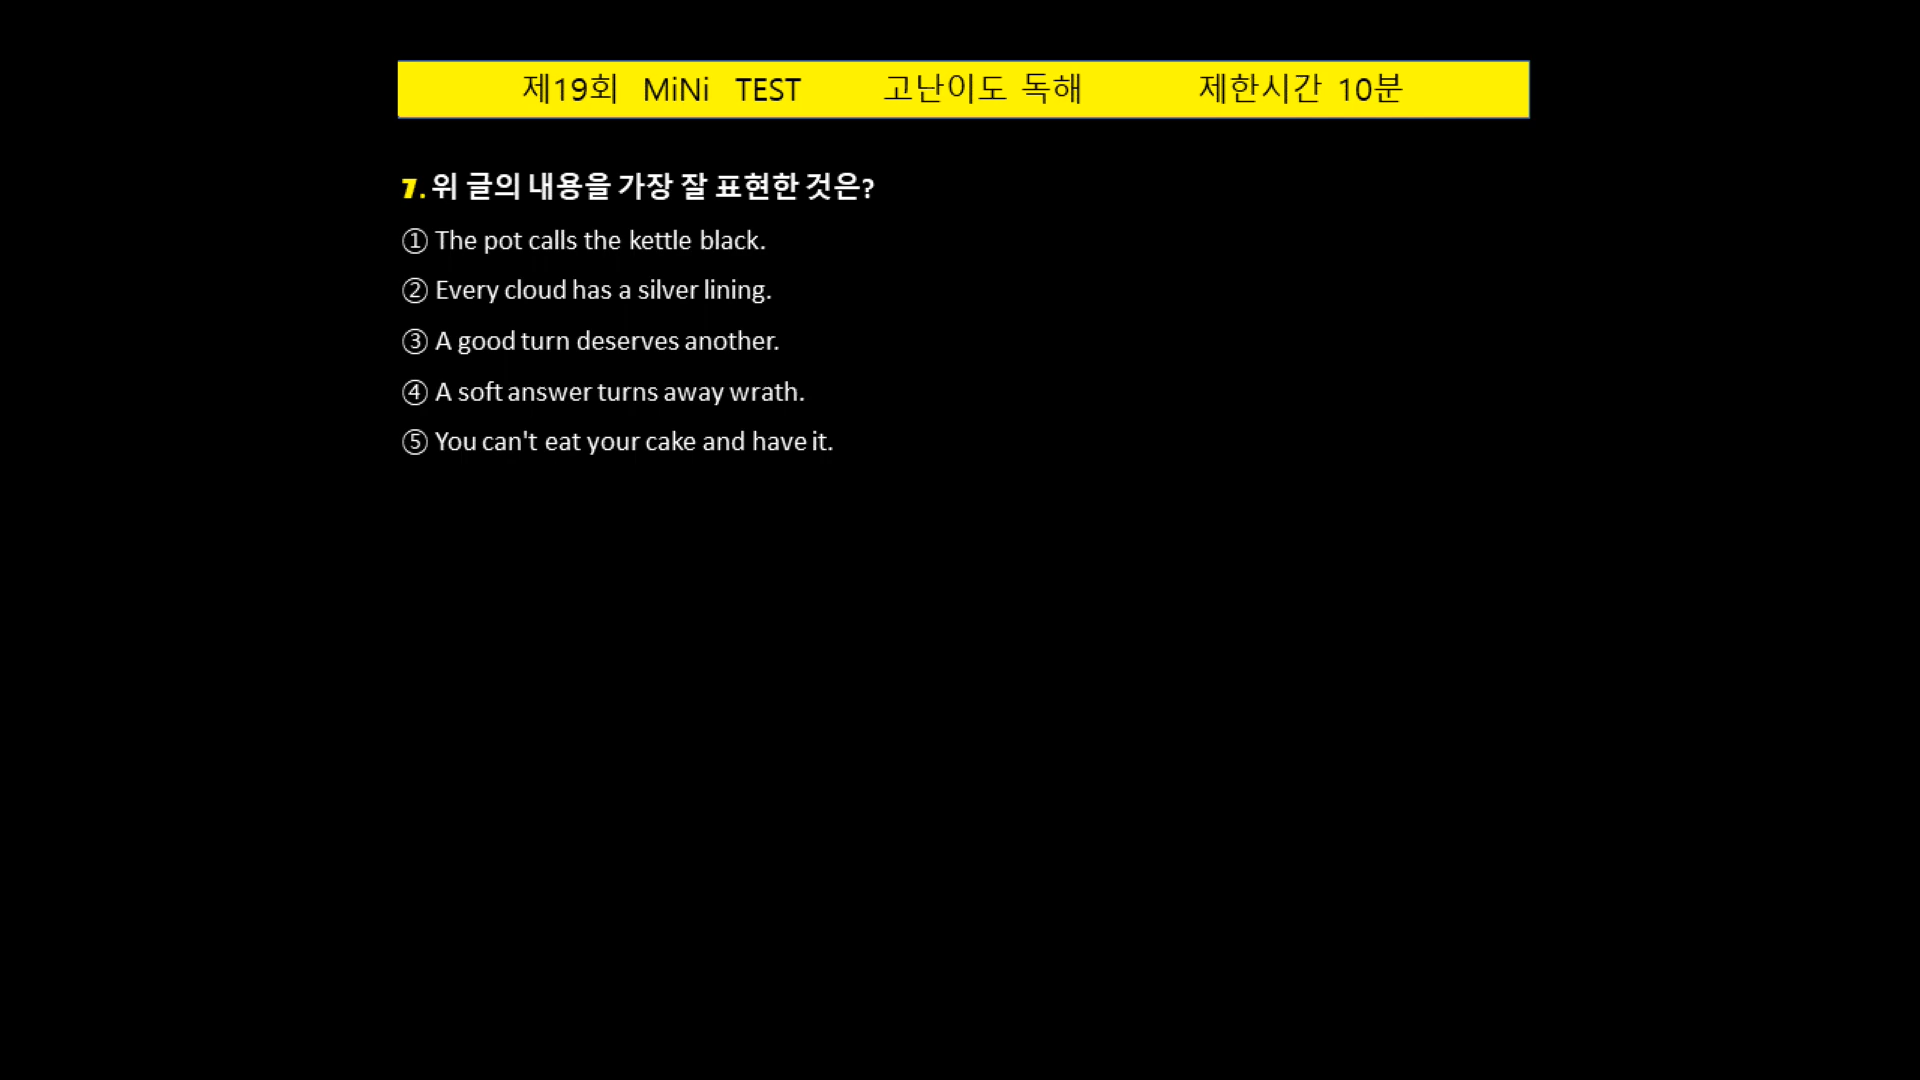 제19회 MiNi TEST 고난이도 독해 제한시간 10분
7. 위 글의 내용을 가장 잘 표현한 것은?
① The pot calls the kettle black.
② Every cloud has a silver lining.
③ A good turn deserves another.
④ A soft answer turns away wrath.
⑤ You can't eat your cake and have it.